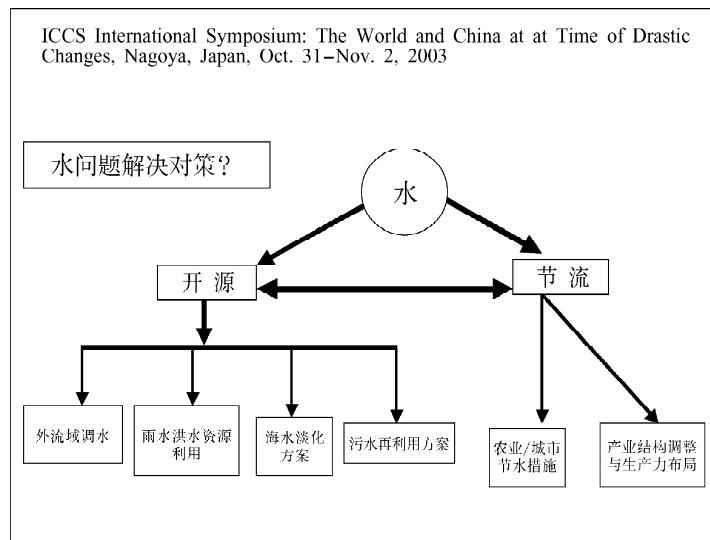 ICCS International Symposium: The World and China at at Time of Drastic
Changes, Nagoya, Japan, Oct. 31-Nov. 2, 2003
水问题解决对策?
水
开 源
节 流
外流域调水
雨水洪水资源
利用
海水淡化
方案
污水再利用方案
农业/城市
节水措施
产业结构调整
与生产力布局